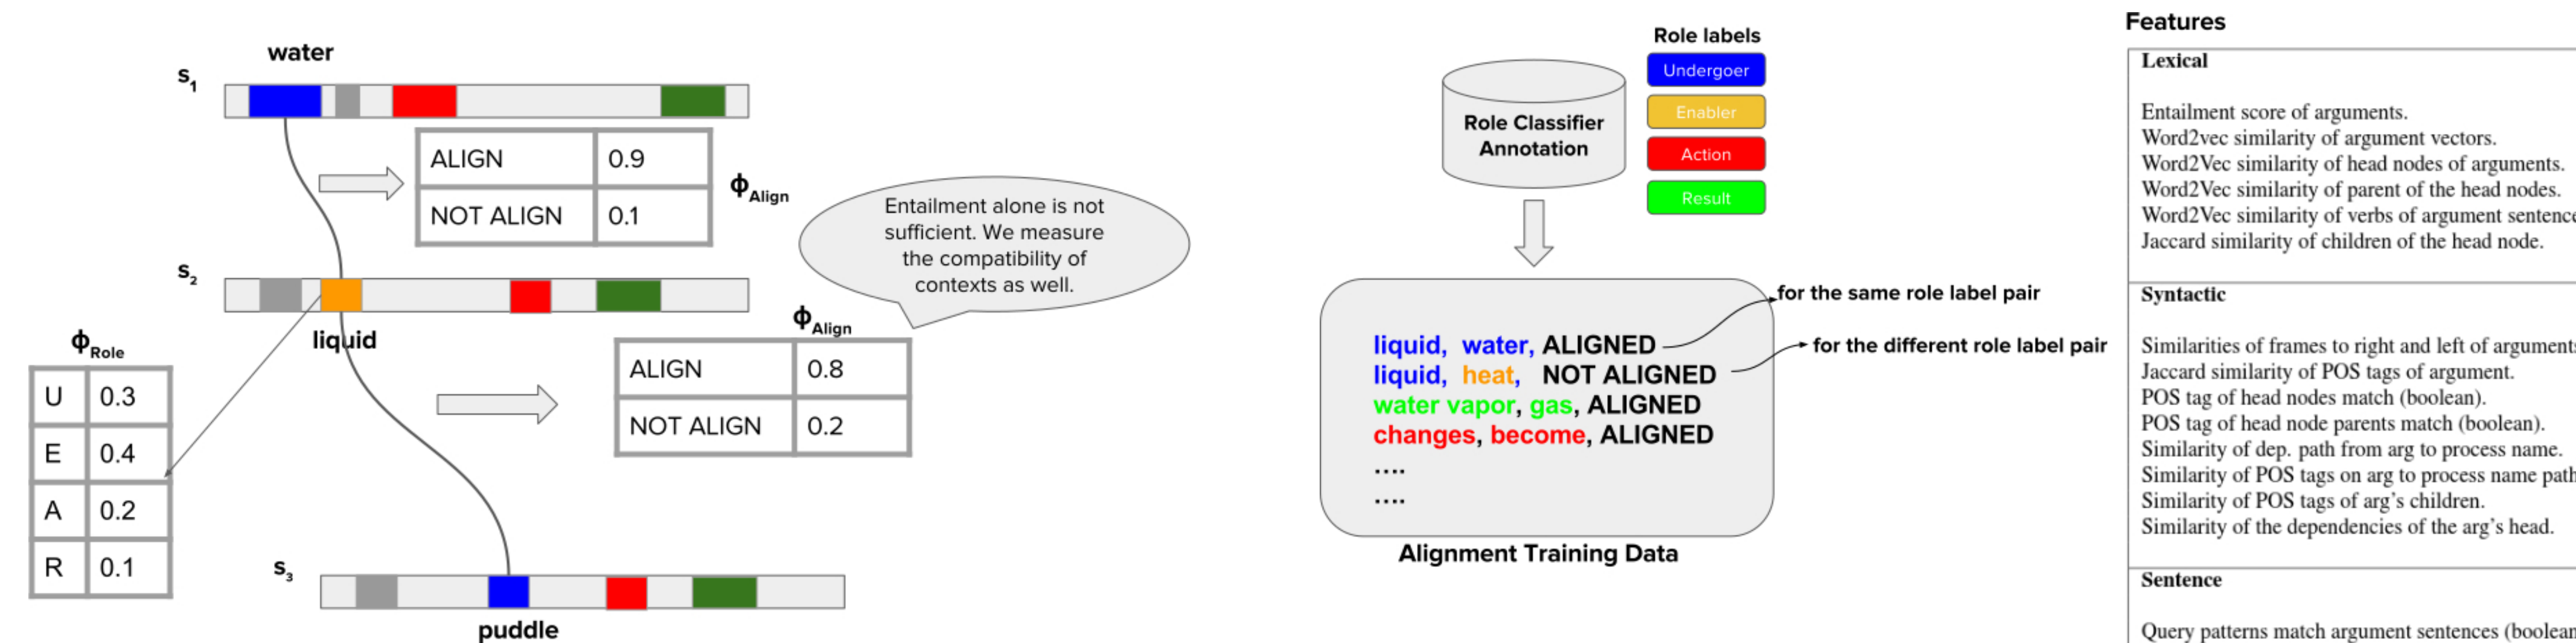 water
s1
ALIGN 0.9
NOT ALIGN 0.1
ϕAlign
Entailment alone is not
sufficient. We measure
the compatibility of
contexts as well.
s2
liquid
ϕRole
U 0.3
E 0.4
A 0.2
R 0.1
ϕAlign
ALIGN 0.8
NOT ALIGN 0.2
s3
puddle
Role Classifier
Annotation
Role labels
Undergoer
Enabler
Action
Result
liquid, water, ALIGNED
for the same role label pair
liquid, heat, NOT ALIGNED
for the different role label pair
water vapor, gas, ALIGNED
changes, become, ALIGNED
....
....
Alignment Training Data
Features
Lexical
Entailment score of arguments.
Word2vec similarity of argument vectors.
Word2Vec similarity of head nodes of arguments.
Word2Vec similarity of parent of the head nodes.
Word2Vec similarity of verbs of argument sentence
Jaccard similarity of children of the head node.
Syntactic
Similarities of frames to right and left of arguments
Jaccard similarity of POS tags of argument.
POS tag of head nodes match (boolean).
POS tag of head node parents match (boolean).
Similarity of dep. path from arg to process name.
Similarity of POS tags on arg to process name path
Similarity of POS tags of arg's children.
Similarity of the dependencies of the arg's head.
Sentence
Query patterns match argument sentences (boolean